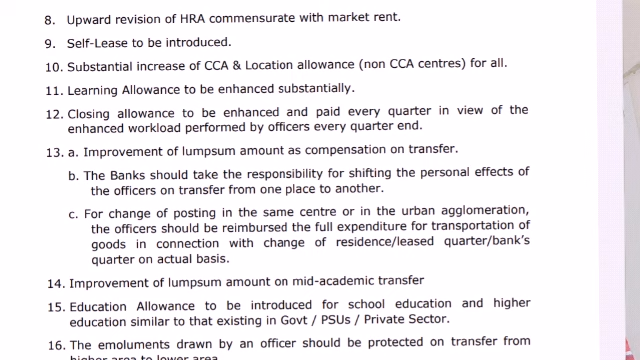 8. Upward revision of HRA commensurate with market rent.
9. Self-Lease to be introduced.
10. Substantial increase of CCA & Location allowance (non CCA centres) for all.
11. Learning Allowance to be enhanced substantially.
12. Closing allowance to be enhanced and paid every quarter in view of the
enhanced workload performed by officers every quarter end.
13. a. Improvement of lumpsum amount as compensation on transfer.
b. The Banks should take the responsibility for shifting the personal effects of
the officers on transfer from one place to another.
c. For change of posting in the same centre or in the urban agglomeration,
the officers should be reimbursed the full expenditure for transportation of
goods in connection with change of residence/leased quarter/bank's
quarter on actual basis.
14. Improvement of lumpsum amount on mid-academic transfer
15. Education Allowance to be introduced for school education and higher
education similar to that existing in Govt / PSUs / Private Sector.
16. The emoluments drawn by an officer should be protected on transfer from
higher area to lower area.